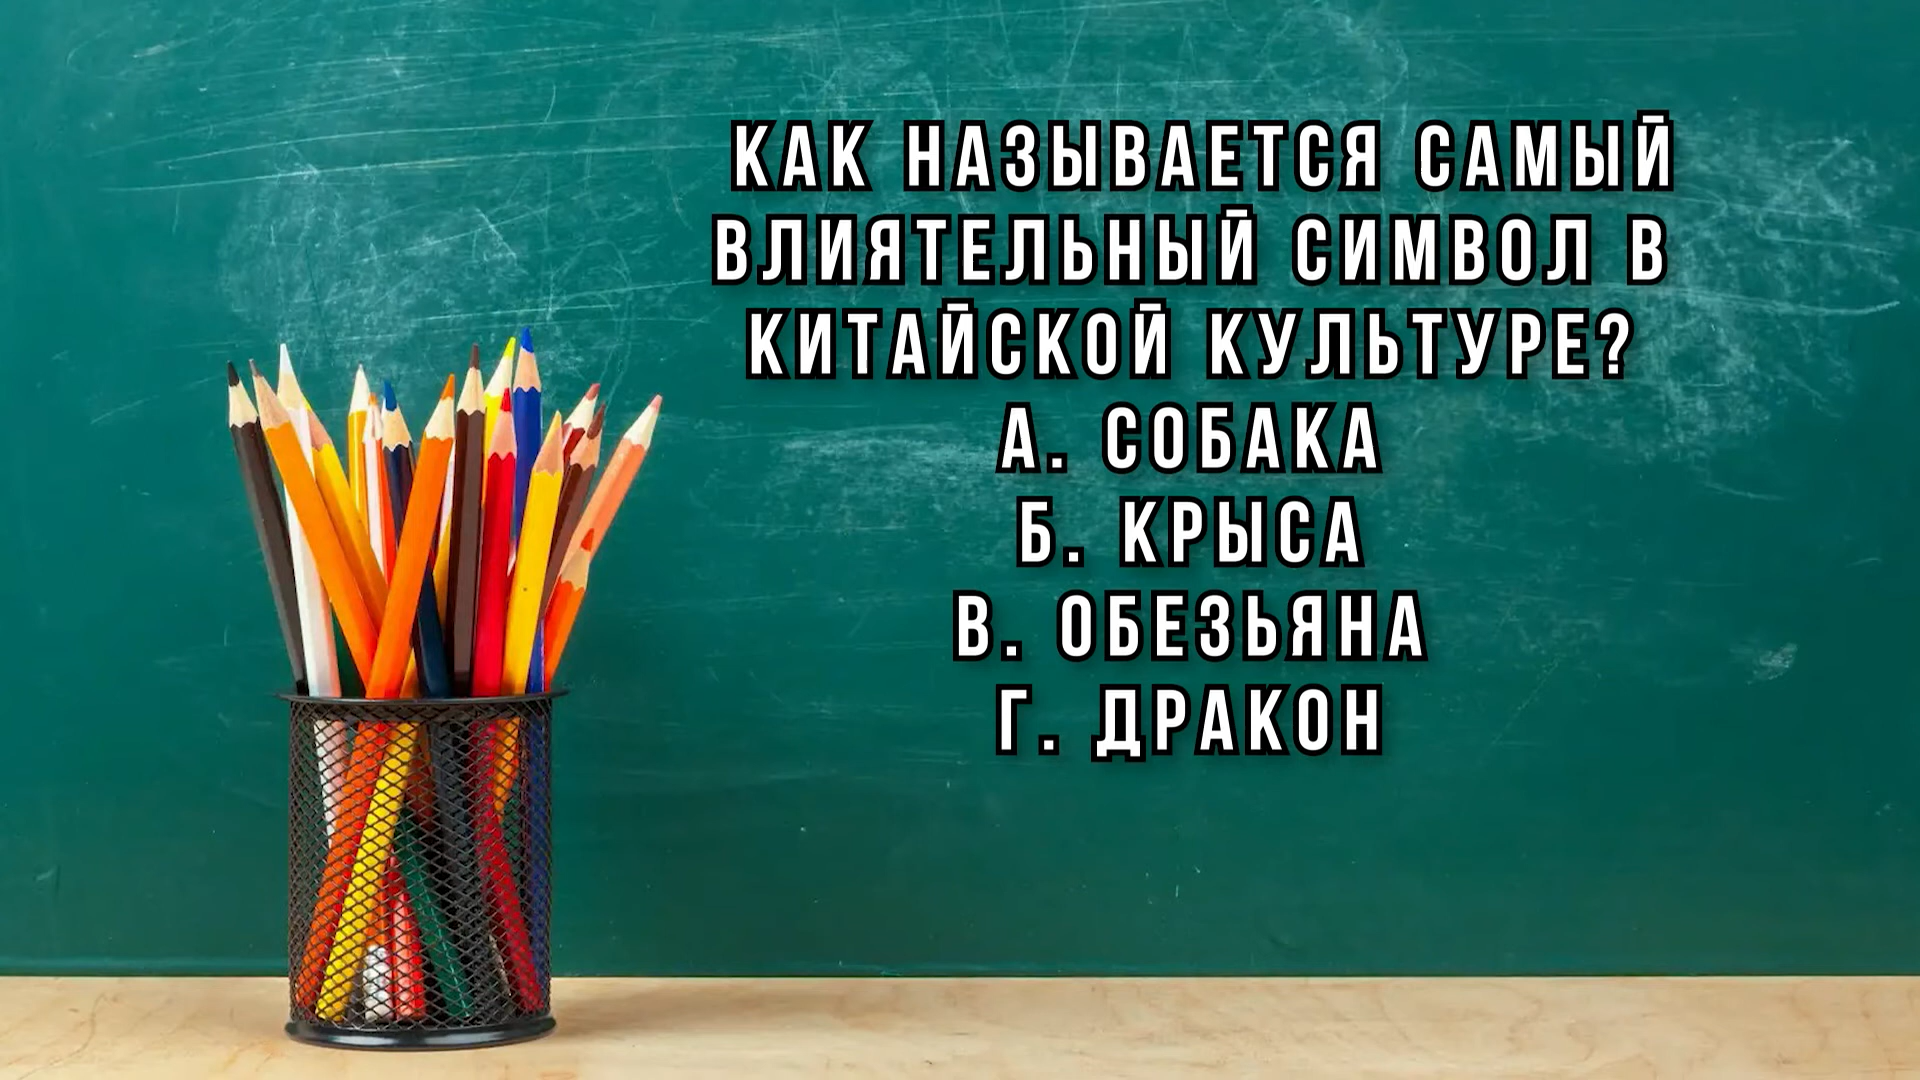 КАК НАЗЫВАЕТСЯ САМЫЙ
ВЛИЯТЕЛЬНЫЙ СИМВОЛ В
КИТАЙСКОЙ КУЛЬТУРЕ?
А. СОБАКА
Б. КРЫСА
В. ОБЕЗЬЯНА
Г. ДРАКОН